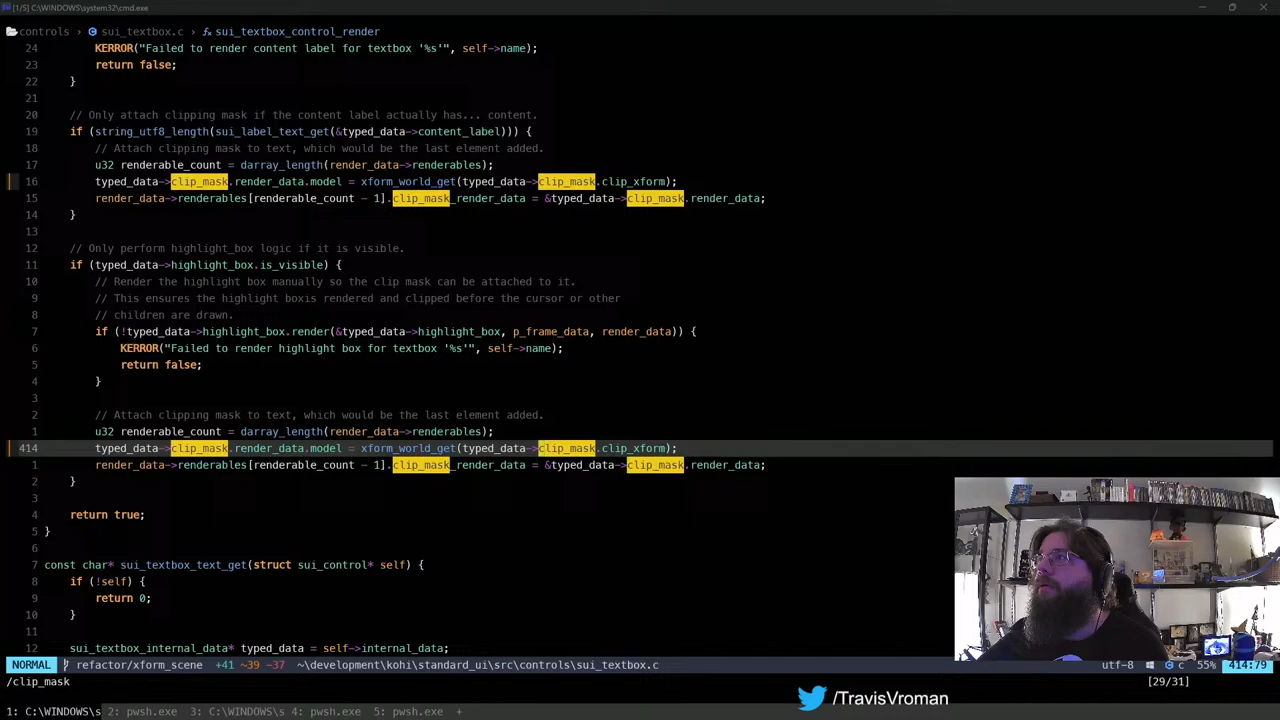 [1/5] C:\WINDOWS\system32\cmd.exe
controls > sui_textbox.c > sui_textbox_control_render
24 KERROR("Failed to render content label for textbox '%s'", self->name);
23 return false;
22 }
21
20 // Only attach clipping mask if the content label actually has... content.
19 if (string_utf8_length(sui_label_text_get(&typed_data->content_label))) {
18 // Attach clipping mask to text, which would be the last element added.
17 u32 renderable_count = darray_length(render_data->renderables);
16 typed_data->clip_mask.render_data.model = xform_world_get(typed_data->clip_mask.clip_xform);
15 render_data->renderables[renderable_count - 1].clip_mask_render_data = &typed_data->clip_mask.render_data;
14 }
13
12 // Only perform highlight_box logic if it is visible.
11 if (typed_data->highlight_box.is_visible) {
10 // Render the highlight box manually so the clip mask can be attached to it.
9 // This ensures the highlight boxis rendered and clipped before the cursor or other
8 // children are drawn.
7 if (!typed_data->highlight_box.render(&typed_data->highlight_box, p_frame_data, render_data)) {
6 KERROR("Failed to render highlight box for textbox '%s'", self->name);
5 return false;
4 }
3
2 // Attach clipping mask to text, which would be the last element added.
1 u32 renderable_count = darray_length(render_data->renderables);
414 typed_data->clip_mask.render_data.model = xform_world_get(typed_data->clip_mask.clip_xform);
1 render_data->renderables[renderable_count - 1].clip_mask_render_data = &typed_data->clip_mask.render_data;
2 }
3
4 return true;
5 }
6
7 const char* sui_textbox_text_get(struct sui_control* self) {
8 if (!self) {
9 return 0;
10 }
11
12 sui_textbox_internal_data* typed_data = self->internal_data;
NORMAL refactor/xform_scene +41 ~39 -37 ~\development\kohi\standard_ui\src\controls\sui_textbox.c utf-8 c 55% 414:79
/clip_mask [29/31]
/TravisVroman
1: C:\WINDOWS\s 2: pwsh.exe 3: C:\WINDOWS\s 4: pwsh.exe 5: pwsh.exe +